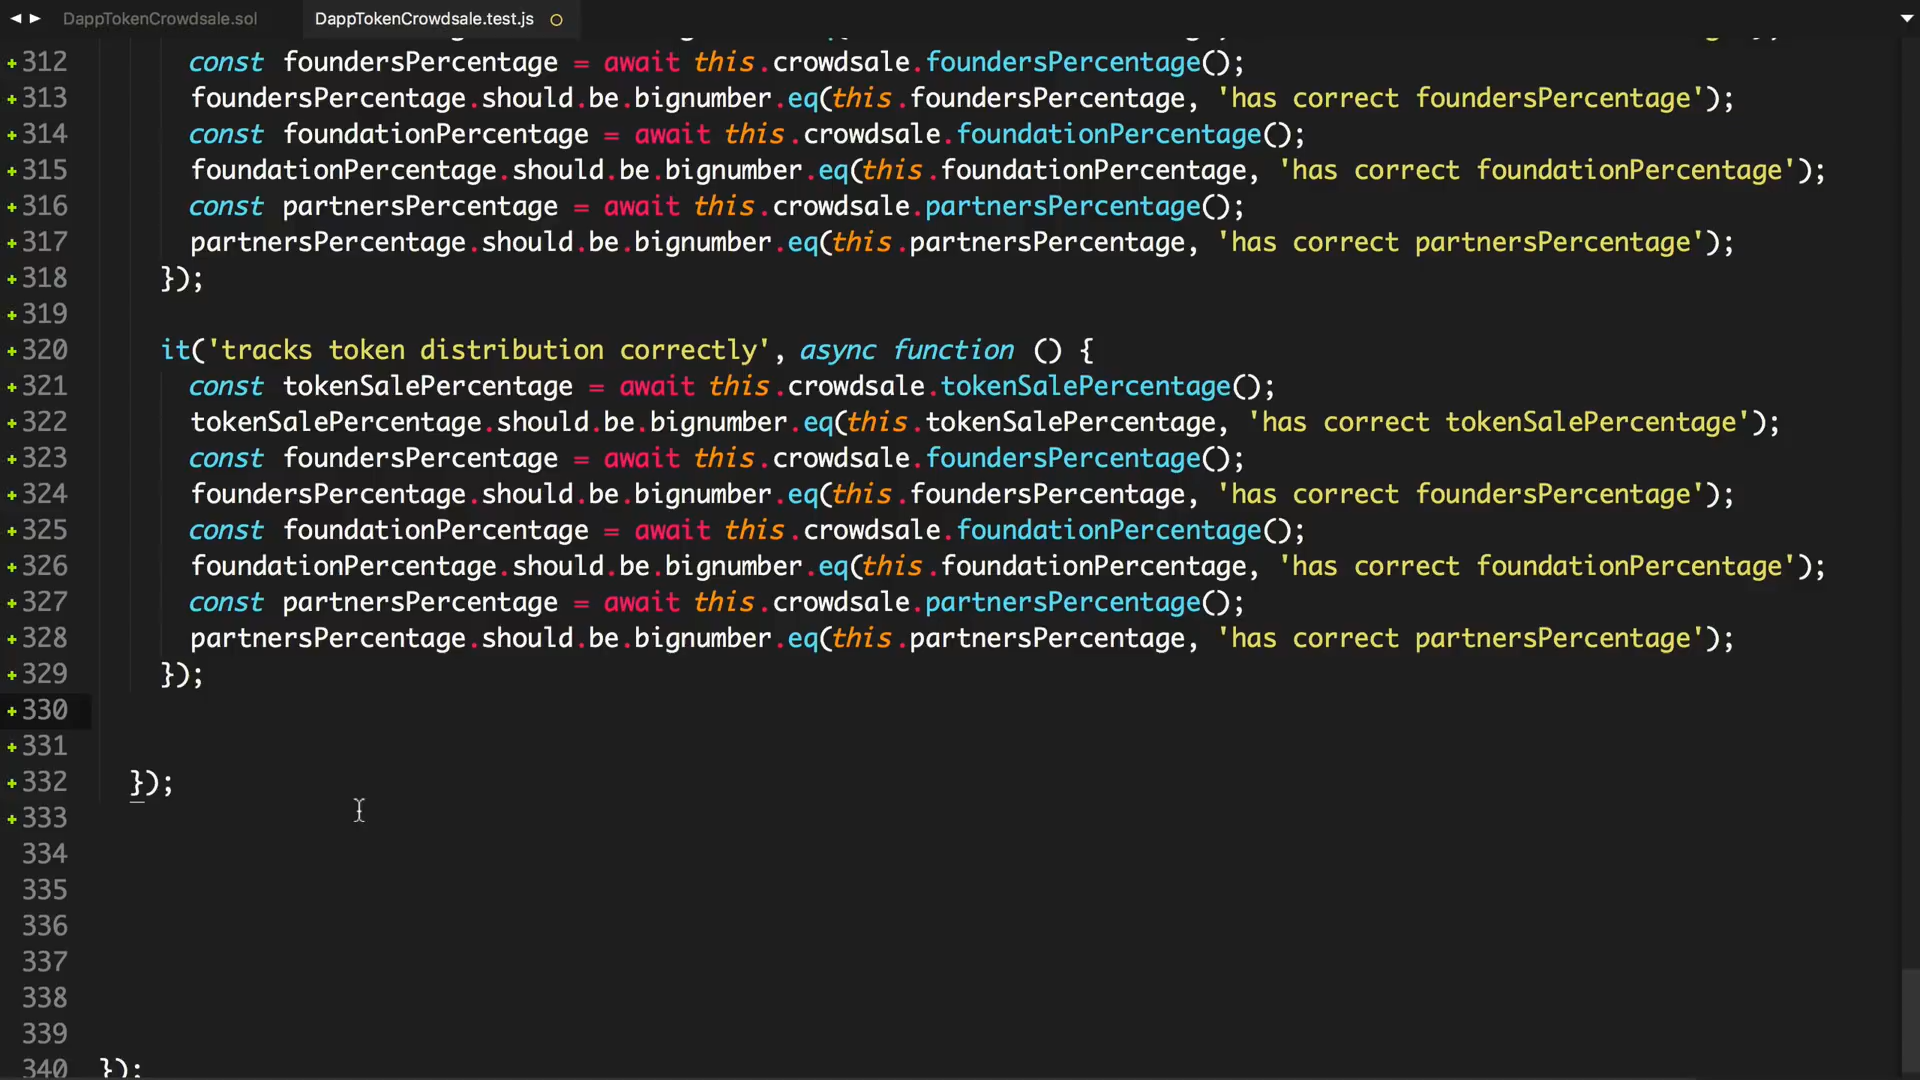 DappTokenCrowdsale.sol
DappTokenCrowdsale.test.js
312 const foundersPercentage = await this.crowdsale.foundersPercentage();
313 foundersPercentage.should.be.bignumber.eq(this.foundersPercentage, 'has correct foundersPercentage');
314 const foundationPercentage = await this.crowdsale.foundationPercentage();
315 foundationPercentage.should.be.bignumber.eq(this.foundationPercentage, 'has correct foundationPercentage');
316 const partnersPercentage = await this.crowdsale.partnersPercentage();
317 partnersPercentage.should.be.bignumber.eq(this.partnersPercentage, 'has correct partnersPercentage');
318 });
319
320 it('tracks token distribution correctly', async function () {
321 const tokenSalePercentage = await this.crowdsale.tokenSalePercentage();
322 tokenSalePercentage.should.be.bignumber.eq(this.tokenSalePercentage, 'has correct tokenSalePercentage');
323 const foundersPercentage = await this.crowdsale.foundersPercentage();
324 foundersPercentage.should.be.bignumber.eq(this.foundersPercentage, 'has correct foundersPercentage');
325 const foundationPercentage = await this.crowdsale.foundationPercentage();
326 foundationPercentage.should.be.bignumber.eq(this.foundationPercentage, 'has correct foundationPercentage');
327 const partnersPercentage = await this.crowdsale.partnersPercentage();
328 partnersPercentage.should.be.bignumber.eq(this.partnersPercentage, 'has correct partnersPercentage');
329 });
330
331
332 });
333
334
335
336
337
338
339
340 });